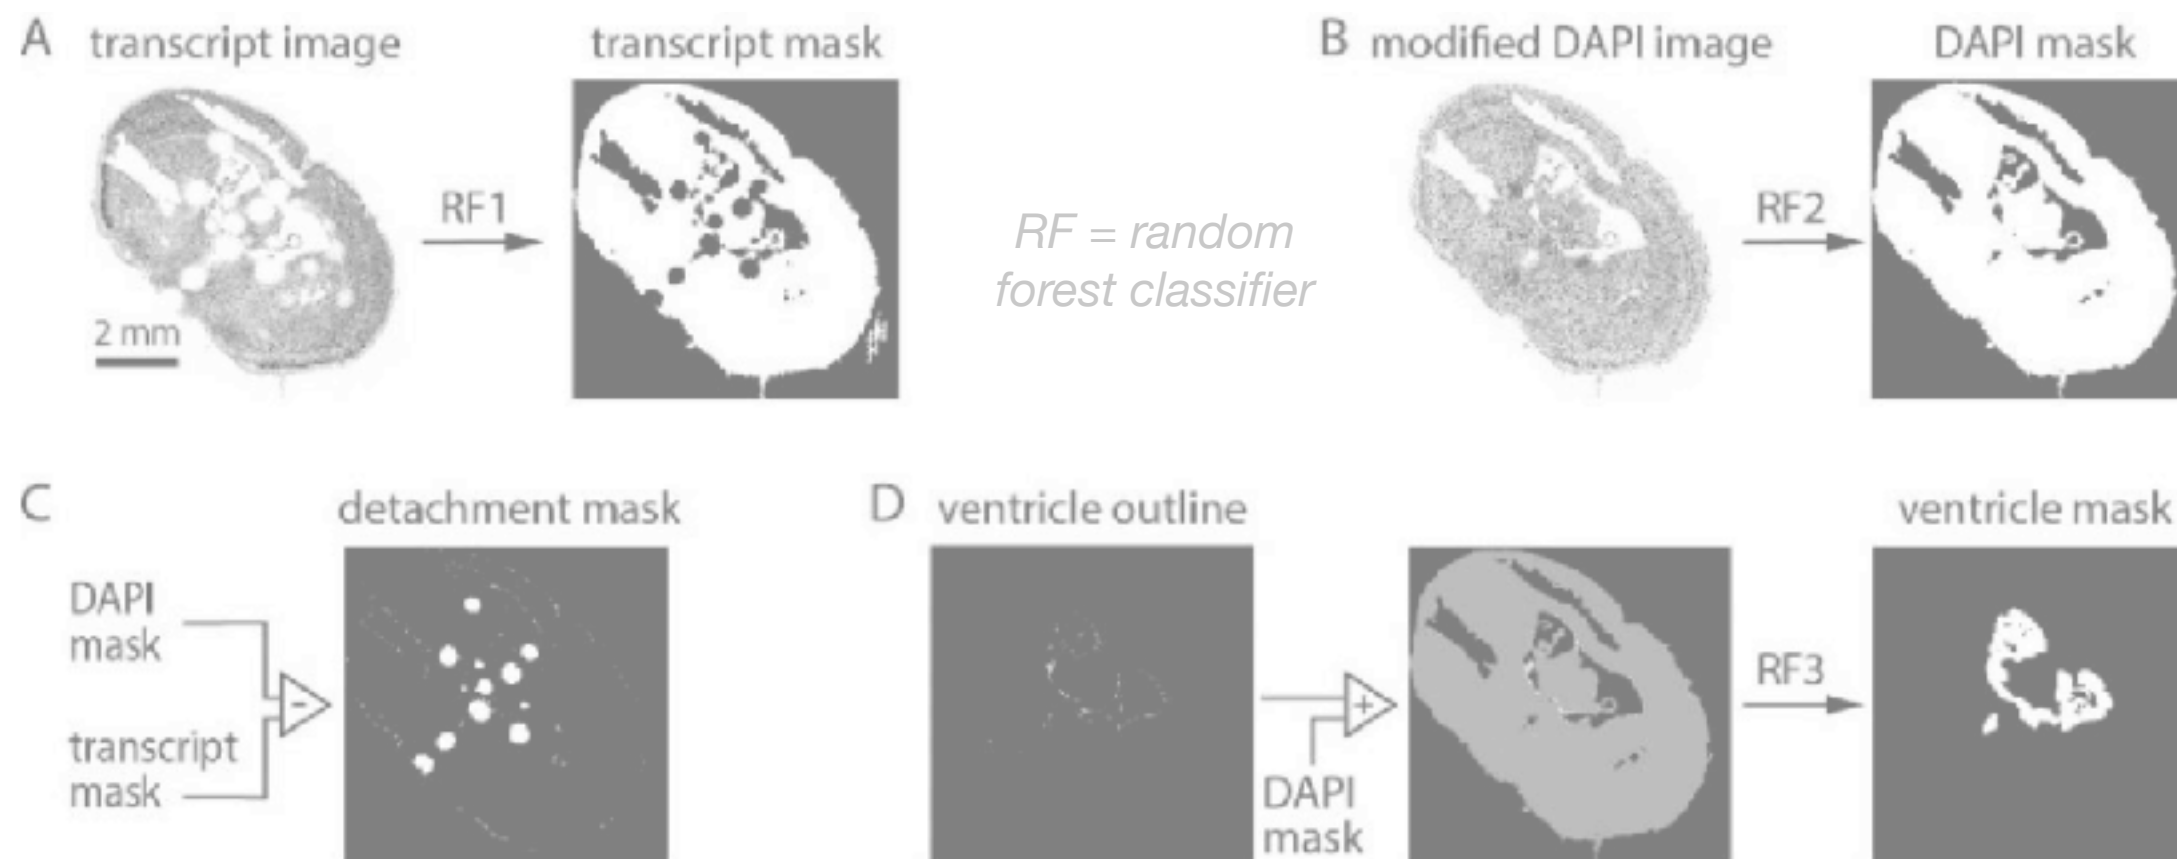 A transcript image
transcript mask
RF1
2 mm
RF = random
forest classifier
B modified DAPI image
DAPI mask
RF2
C
detachment mask
DAPI
mask
-
transcript
mask
D ventricle outline
ventricle mask
+
DAPI
mask
RF3